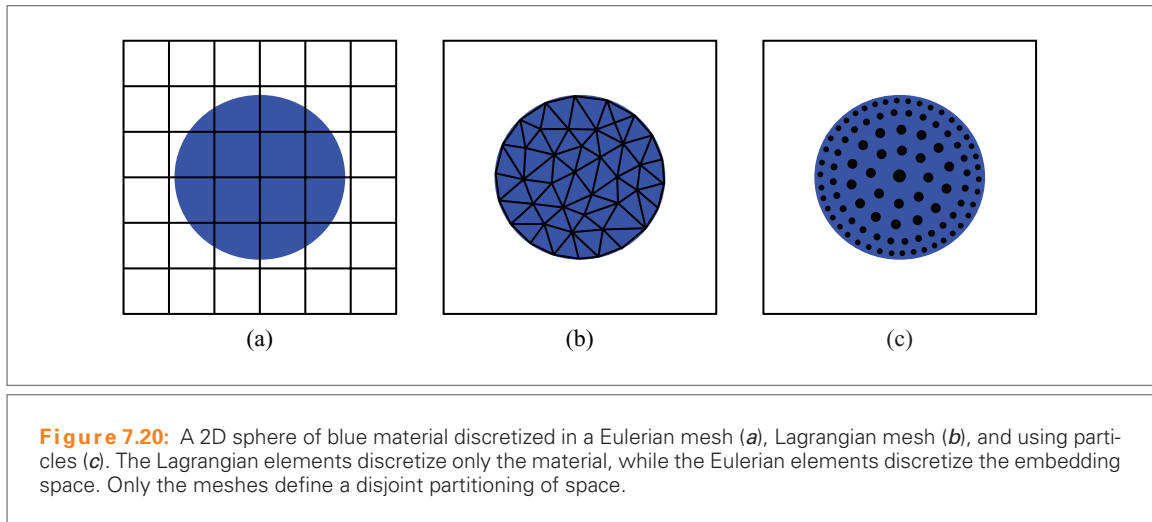 (a)
(b)
(c)
Figure 7.20: A 2D sphere of blue material discretized in a Eulerian mesh (a), Lagrangian mesh (b), and using parti-
cles (c). The Lagrangian elements discretize only the material, while the Eulerian elements discretize the embedding
space. Only the meshes define a disjoint partitioning of space.